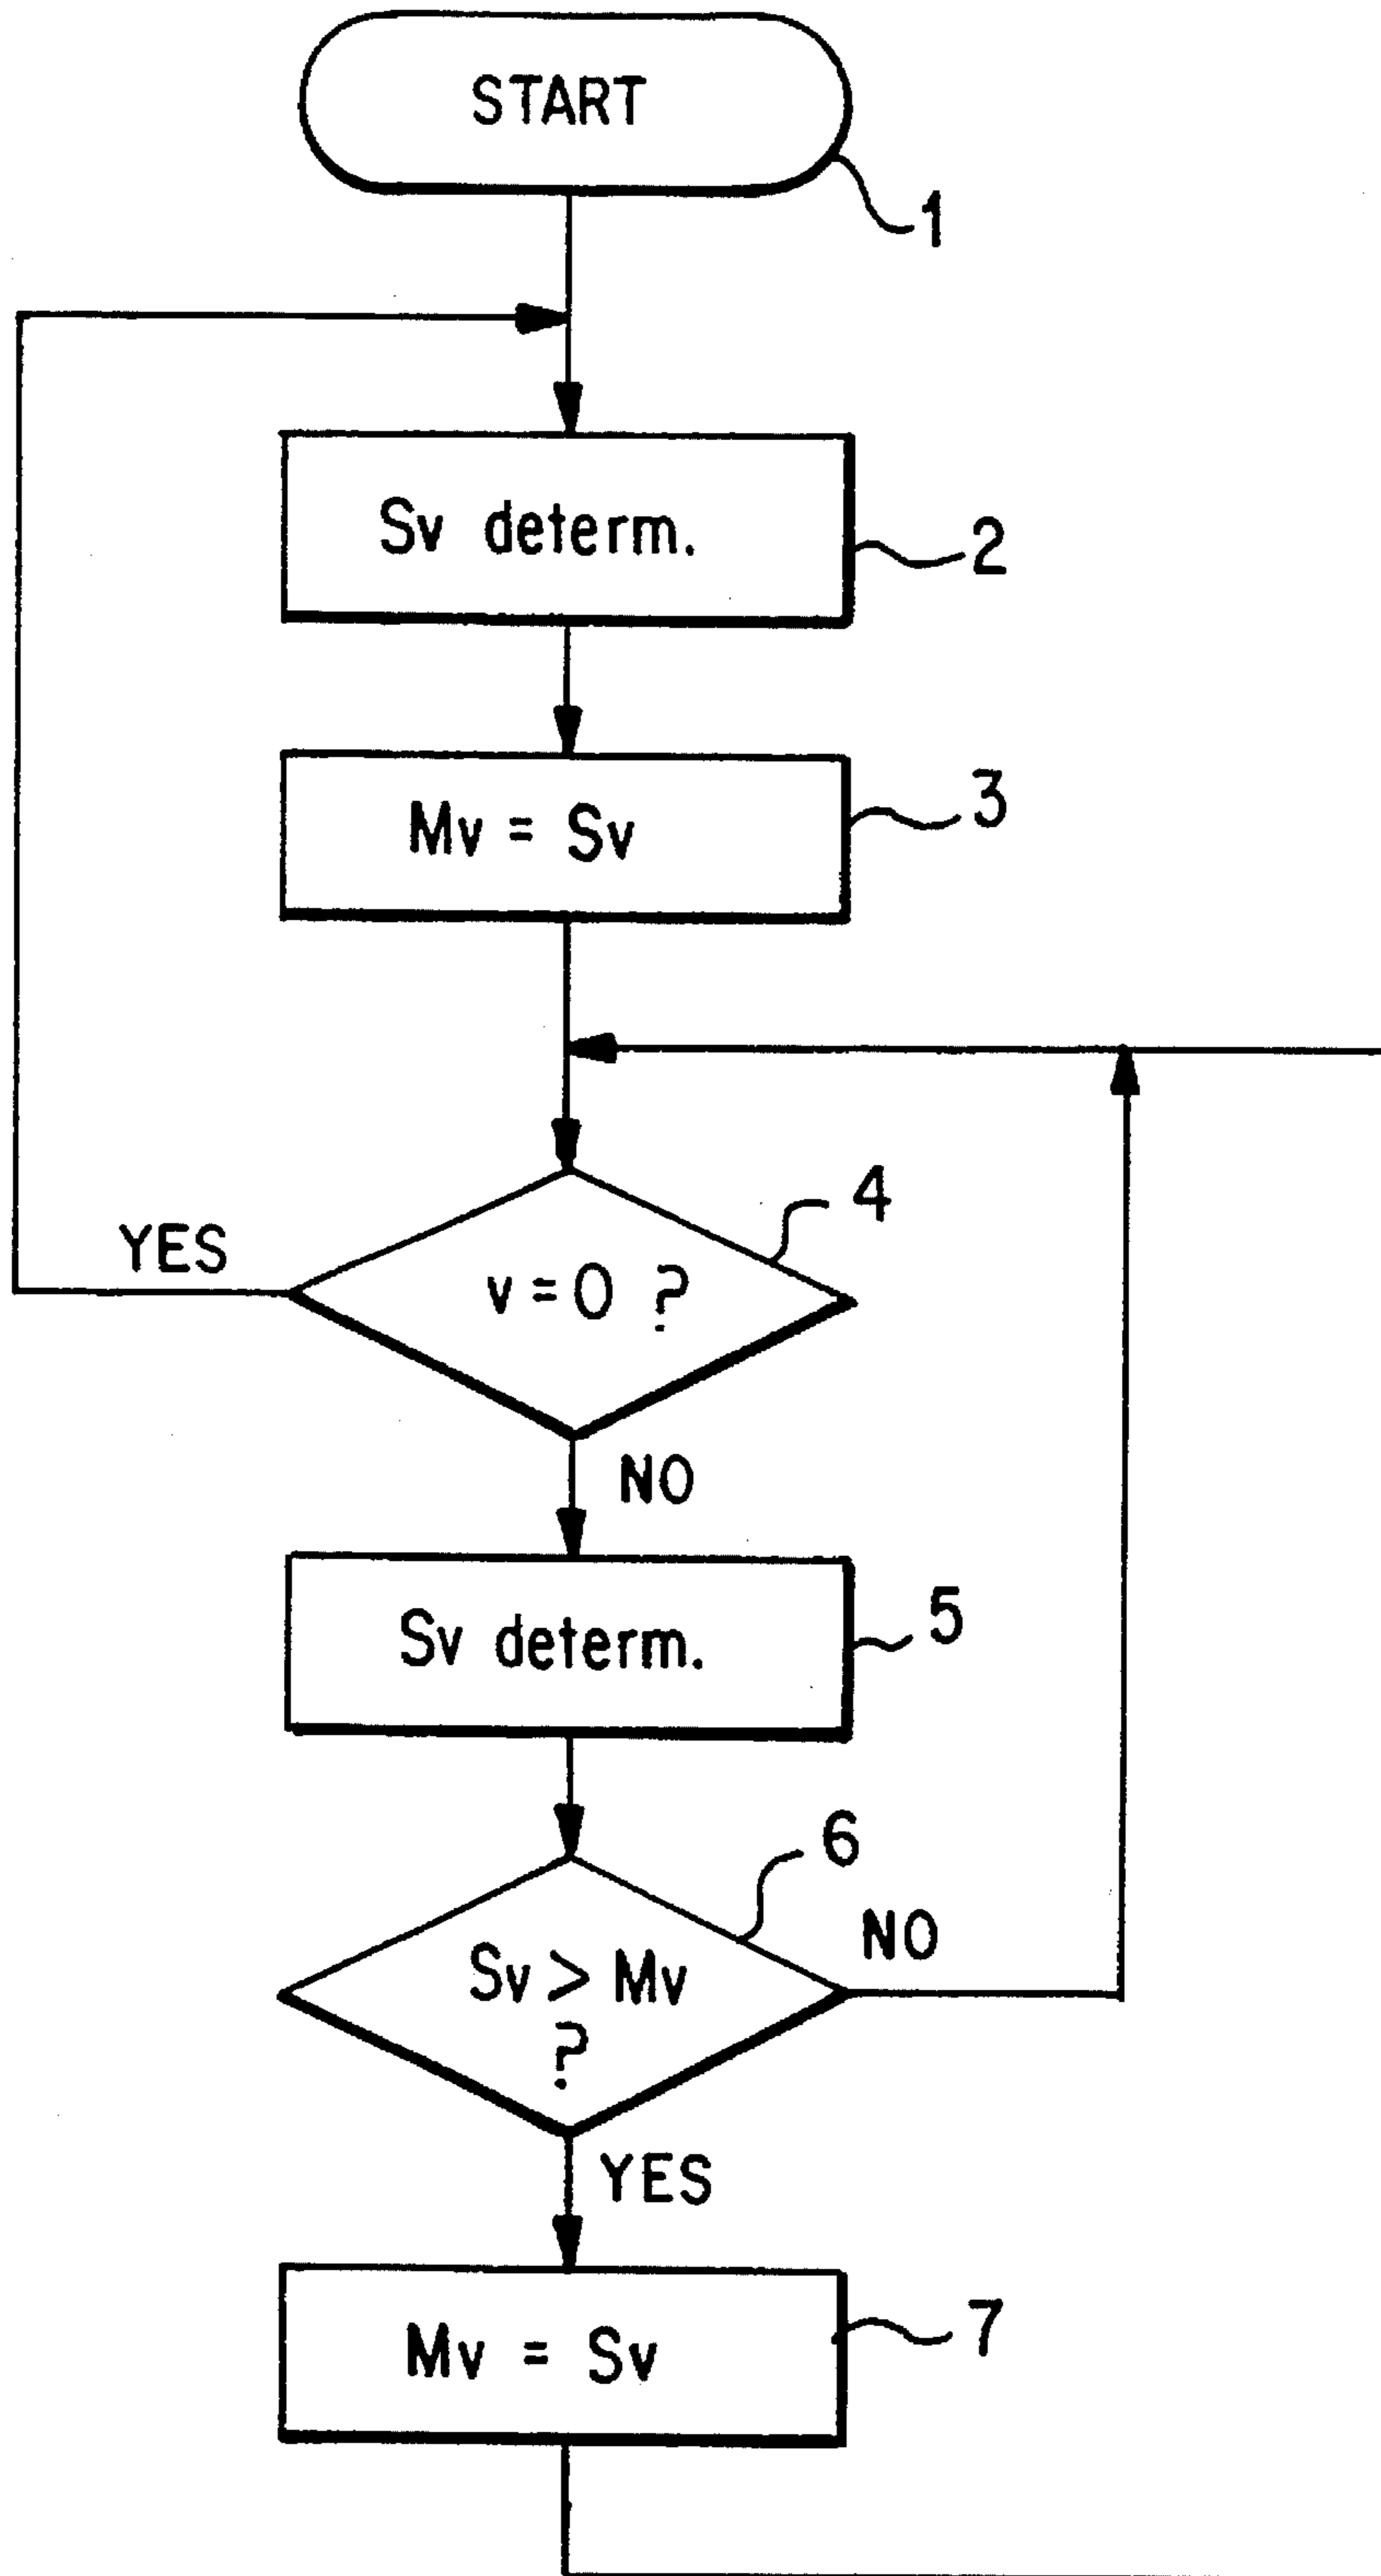 START
1
Sv determ.
2
Mv = Sv
3
4
YES
v = 0 ?
NO
Sv determ.
5
6
NO
Sv > Mv
?
YES
Mv = Sv
7